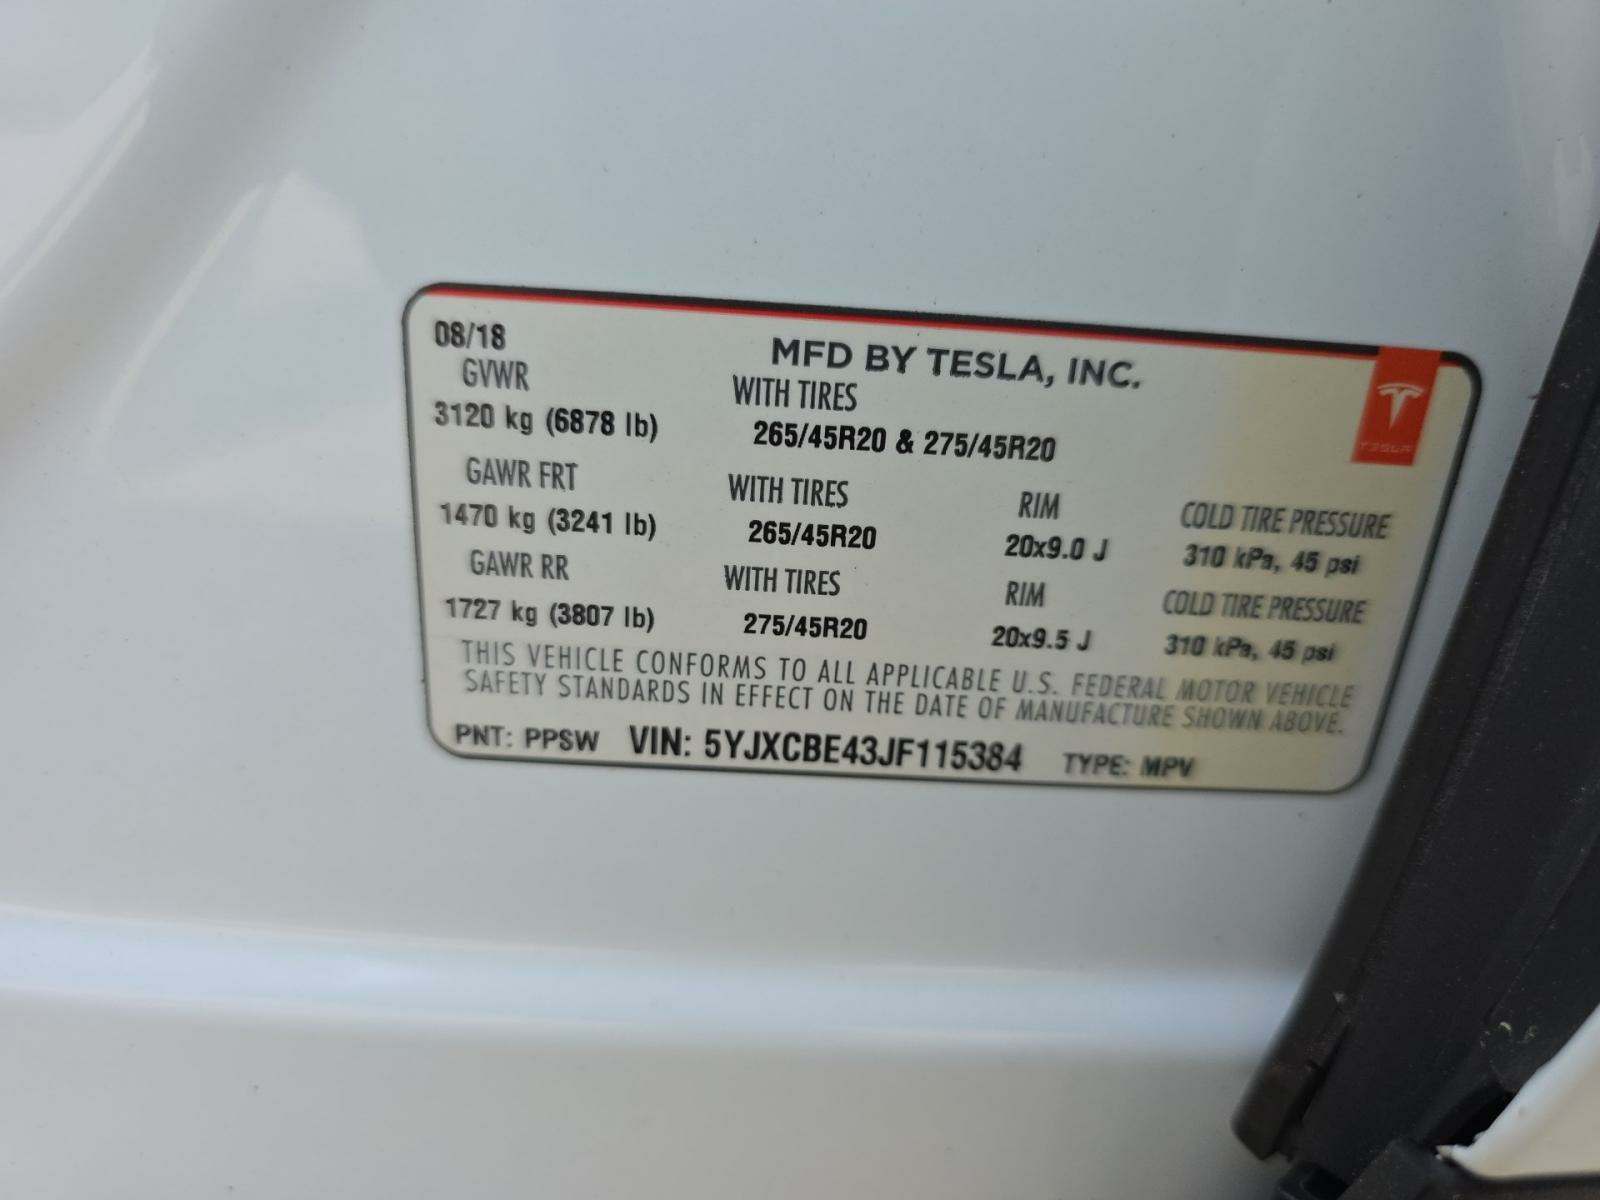 08/18 MFD BY TESLA, INC.
GVWR WITH TIRES
3120 kg (6878 lb) 265/45R20 & 275/45R20
TESLA
GAWR FRT WITH TIRES RIM COLD TIRE PRESSURE
1470 kg (3241 lb) 265/45R20 20x9.0 J 310 kPa, 45 psi
GAWR RR WITH TIRES RIM COLD TIRE PRESSURE
1727 kg (3807 lb) 275/45R20 20x9.5 J 310 kPa, 45 psi
THIS VEHICLE CONFORMS TO ALL APPLICABLE U.S. FEDERAL MOTOR VEHICLE
SAFETY STANDARDS IN EFFECT ON THE DATE OF MANUFACTURE SHOWN ABOVE.
PNT: PPSW VIN: 5YJXCBE43JF115384 TYPE: MPV